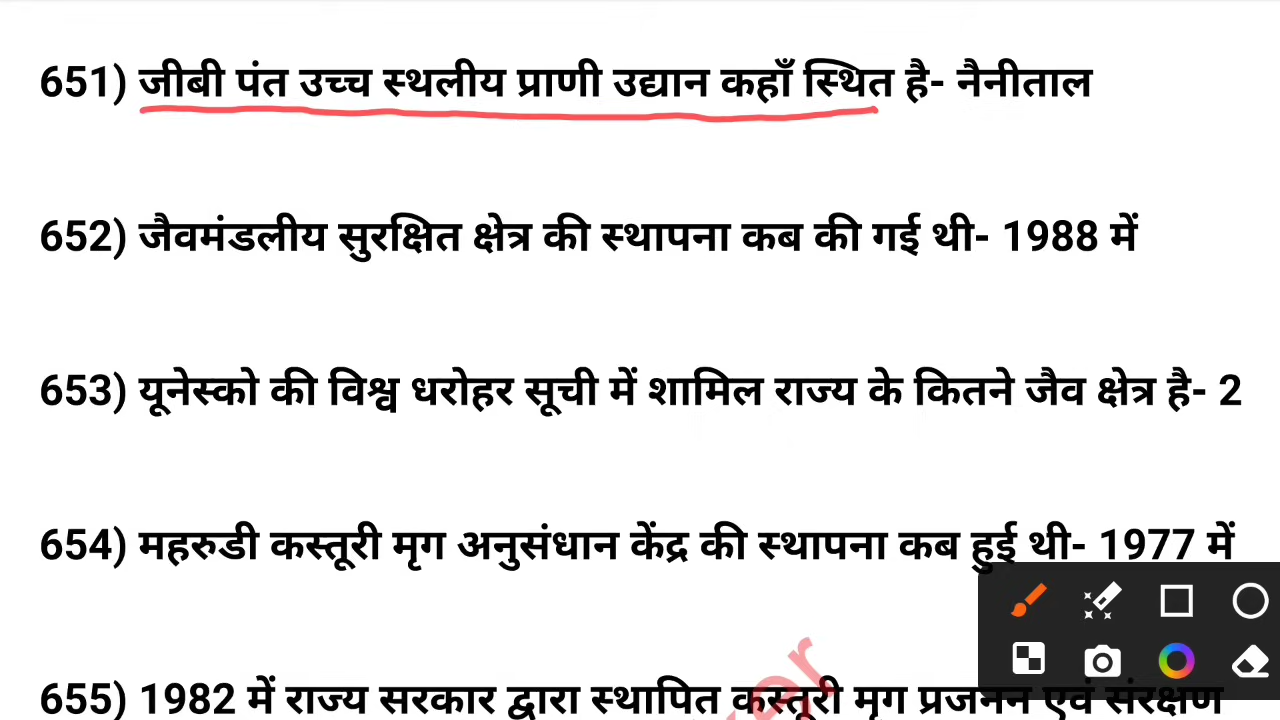 651) जीबी पंत उच्च स्थलीय प्राणी उद्यान कहाँ स्थित है- नैनीताल
652) जैवमंडलीय सुरक्षित क्षेत्र की स्थापना कब की गई थी- 1988 में
653) यूनेस्को की विश्व धरोहर सूची में शामिल राज्य के कितने जैव क्षेत्र है- 2
654) महरुडी कस्तूरी मृग अनुसंधान केंद्र की स्थापना कब हुई थी- 1977 में
655) 1982 में राज्य सरकार द्वारा स्थापित कस्तूरी मृग प्रजनन एवं संरक्षण